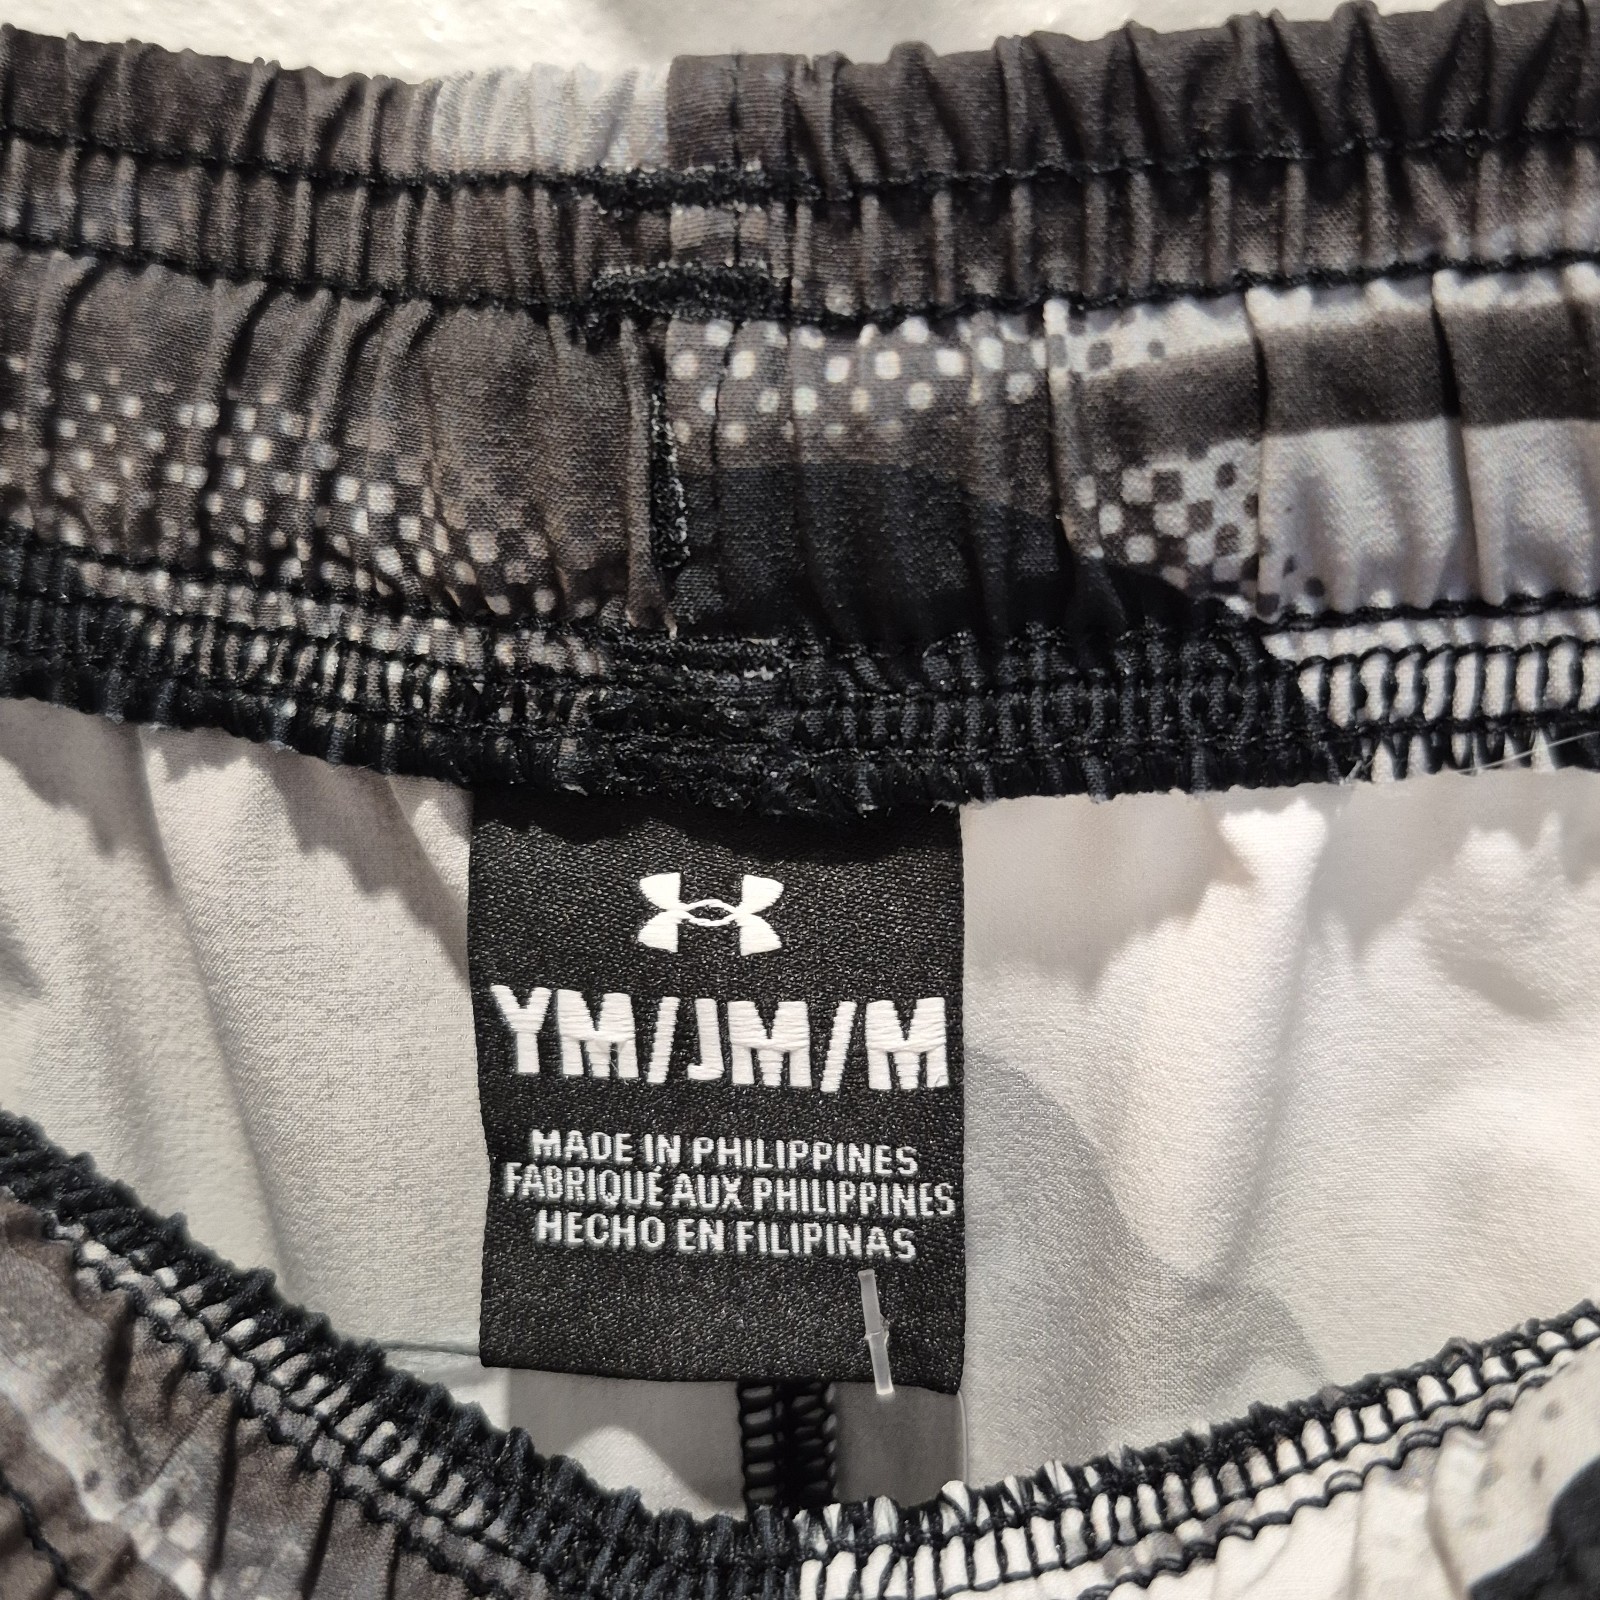 YM/JM/M
MADE IN PHILIPPINES
FABRIQUÉ AUX PHILIPPINES
HECHO EN FILIPINAS